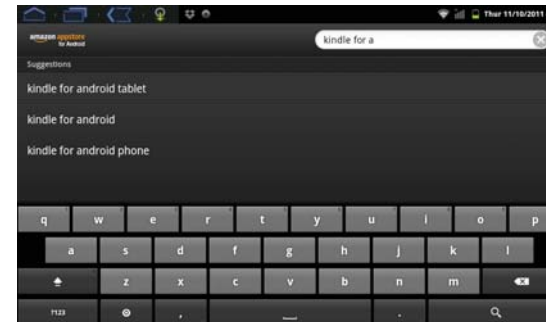 Thur 11/10/2011
amazon appstore
for Android
kindle for a
Suggestions
kindle for android tablet
kindle for android
kindle for android phone
q w e r t y u i o p
a s d f g h j k l
z x c v b n m
?123 , .